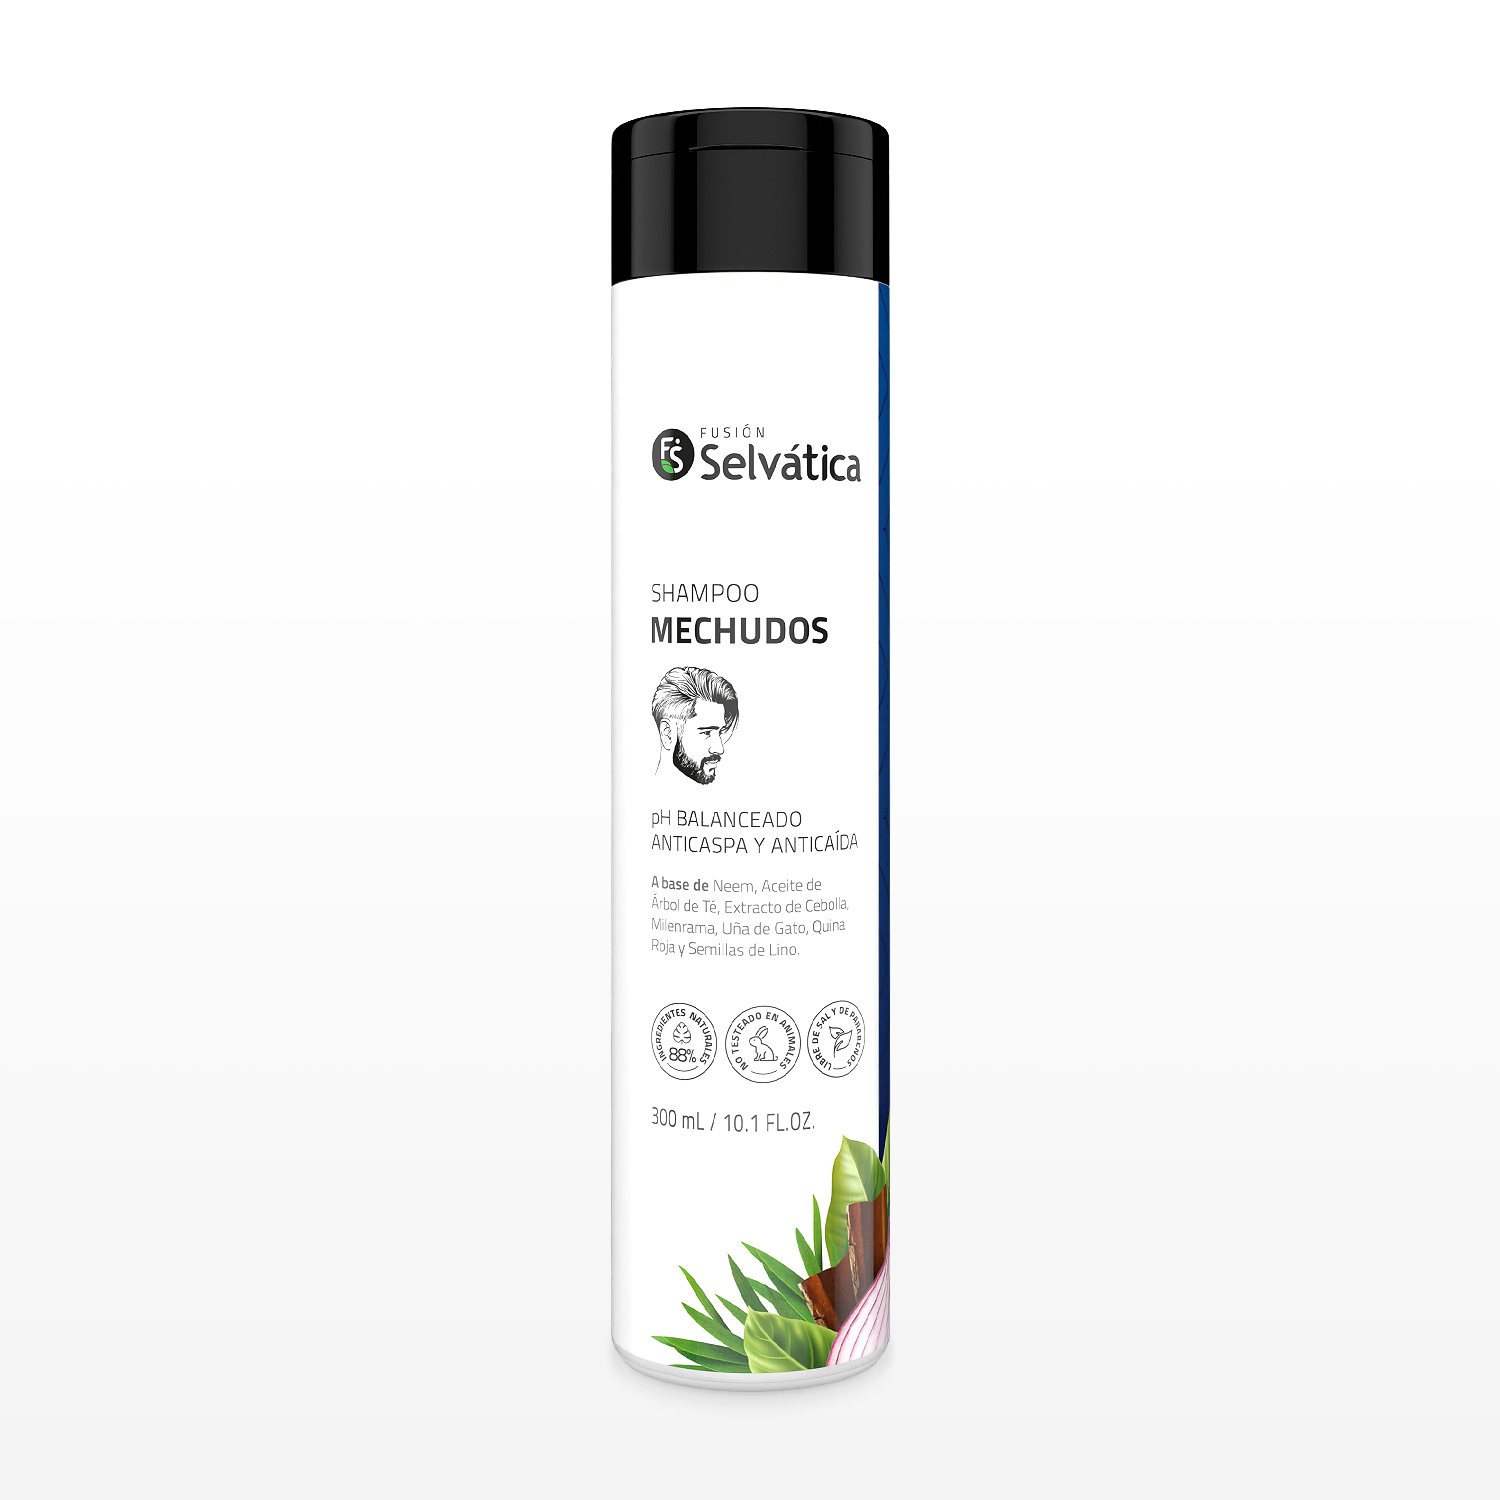 FUSIÓN
FS Selvática
SHAMPOO
MECHUDOS
pH BALANCEADO
ANTICASPA Y ANTICAÍDA
A base de Neem, Aceite de
Árbol de Té, Extracto de Cebolla,
Milenrama, Uña de Gato, Quina
Roja y Semillas de Lino.
INGREDIENTES NATURALES
88%
NO TESTEADO EN ANIMALES
LIBRE DE SAL Y DE PARABENOS
300 mL / 10.1 FL.OZ.